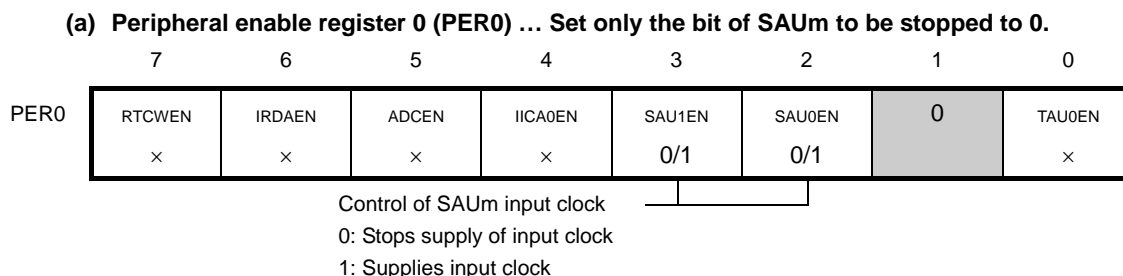 (a) Peripheral enable register 0 (PER0) … Set only the bit of SAUm to be stopped to 0.
7 6 5 4 3 2 1 0
PER0 RTCWEN IRDAEN ADCEN IICA0EN SAU1EN SAU0EN 0 TAU0EN
× × × × 0/1 0/1 ×
Control of SAUm input clock
0: Stops supply of input clock
1: Supplies input clock